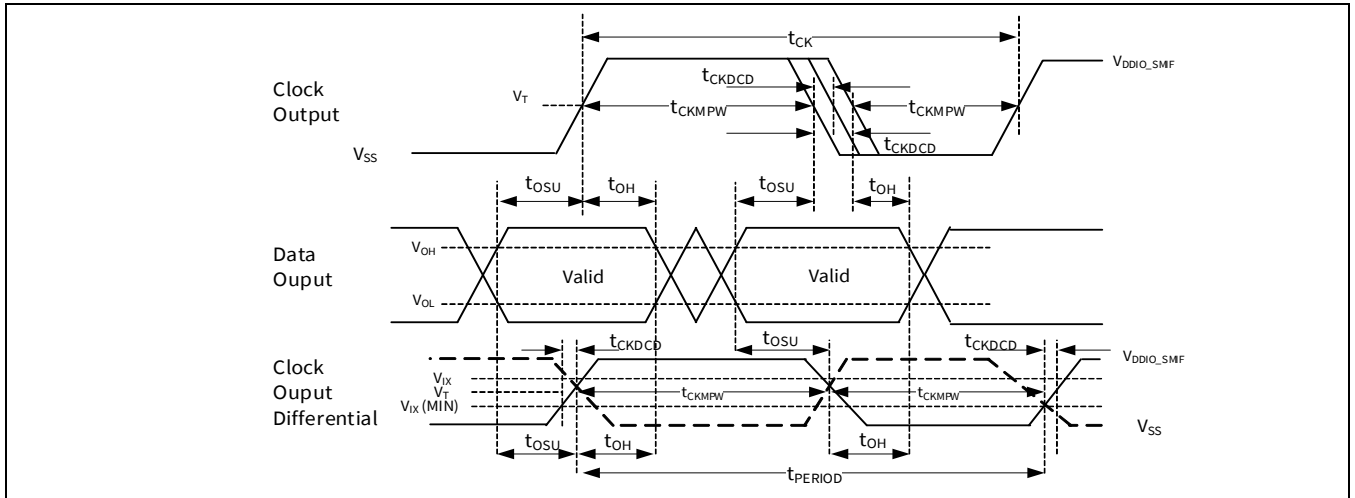 tCK
VDDIO_SMIF
Clock
Output
tCKDCD
VT
tCKMPW
tCKMPW
VSS
tCKDCD
tOSU
tOH
tOSU
tOH
Data
Ouput
VOH
Valid
Valid
VOL
tCKDCD
tOSU
tCKDCD
VDDIO_SMIF
Clock
Ouput
Differential
VIX
VT
VIX (MIN)
tCKMPW
tCKMPW
VSS
tOSU
tOH
tOH
tPERIOD